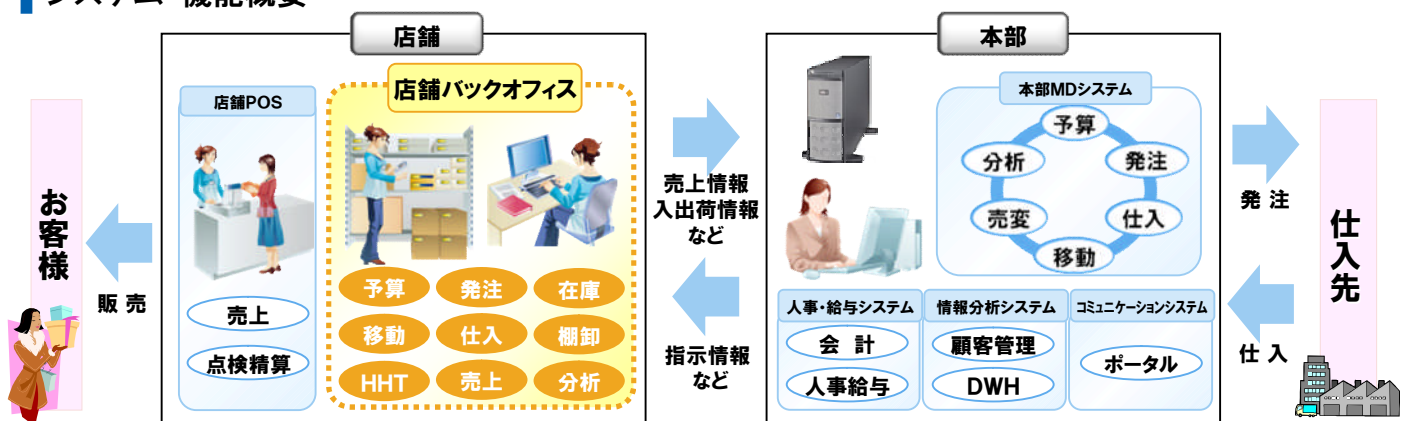 システム・機能概要
店舗
本部
店舗POS
店舗バックオフィス
本部MDシステム
予算
発注
仕入
移動
売変
分析
お
客
様
販 売
売上
点検精算
予算
発注
在庫
移動
仕入
棚卸
HHT
売上
分析
売上情報
入出荷情報
など
指示情報
など
人事・給与システム
会 計
人事給与
情報分析システム
顧客管理
DWH
コミュニケーションシステム
ポータル
発 注
仕 入
仕
入
先